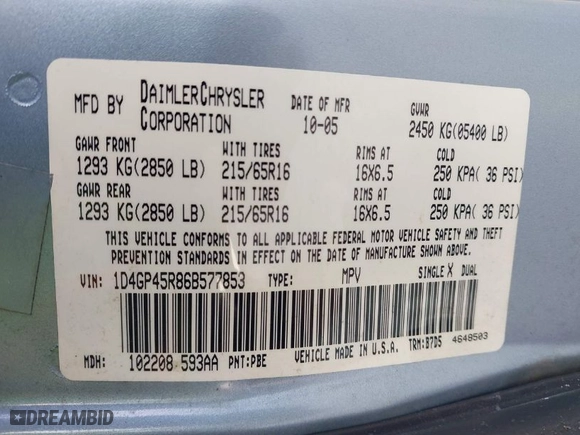 MFD BY DAIMLERCHRYSLER CORPORATION DATE OF MFR 10-05 GVWR 2450 KG(05400 LB)
GAWR FRONT WITH TIRES RIMS AT COLD
1293 KG(2850 LB) 215/65R16 16X6.5 250 KPA( 36 PSI)
GAWR REAR WITH TIRES RIMS AT COLD
1293 KG(2850 LB) 215/65R16 16X6.5 250 KPA( 36 PSI)
THIS VEHICLE CONFORMS TO ALL APPLICABLE FEDERAL MOTOR VEHICLE SAFETY AND THEFT
PREVENTION STANDARDS IN EFFECT ON THE DATE OF MANUFACTURE SHOWN ABOVE.
VIN: 1D4GP45R86B577853 TYPE: MPV SINGLE X DUAL
MDH: 102208 593AA PNT:PBE VEHICLE MADE IN U.S.A. TRM:B7D5 4648503
DREAMBID